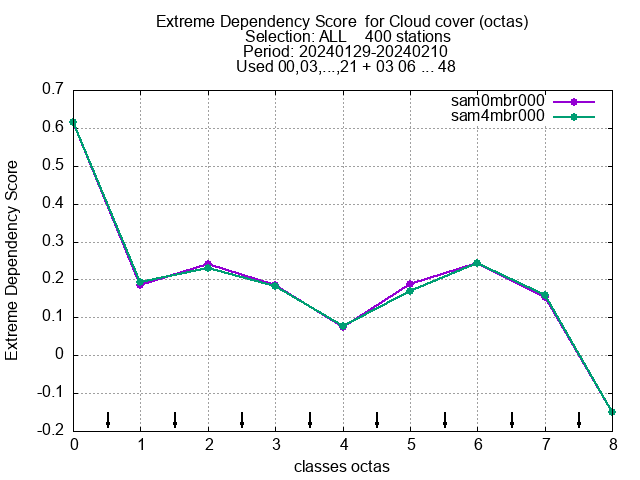 Extreme Dependency Score  for Cloud cover (octas)
Selection: ALL    400 stations
Period: 20240129-20240210
Used 00,03,...,21 + 03 06 ... 48
sam0mbr000
sam4mbr000
0.7
0.6
0.5
0.4
0.3
0.2
0.1
0
-0.1
-0.2
Extreme Dependency Score
0 1 2 3 4 5 6 7 8
classes octas